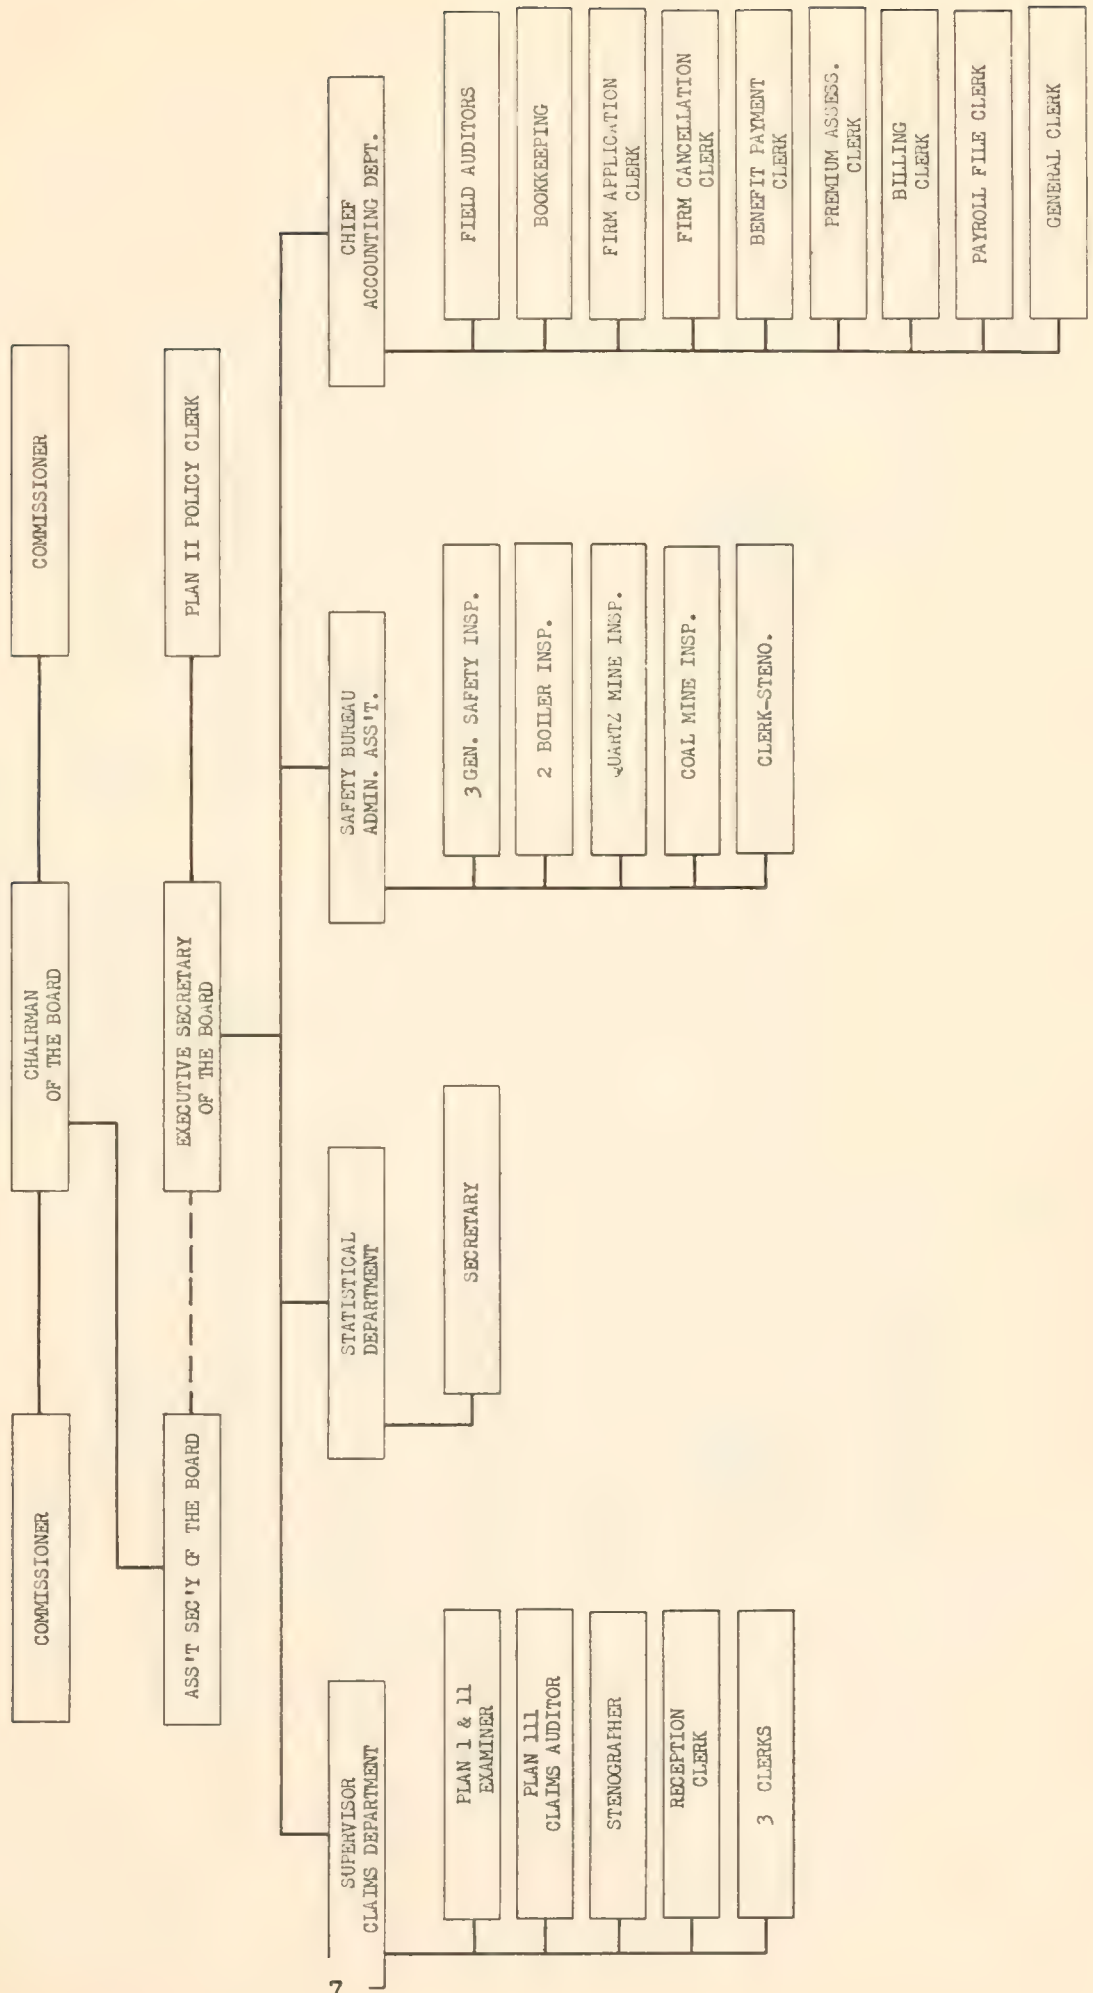 COMMISSIONER
CHAIRMAN
OF THE BOARD
COMMISSIONER
ASS'T SEC'Y OF THE BOARD
EXECUTIVE SECRETARY
OF THE BOARD
PLAN II POLICY CLERK
SUPERVISOR
CLAIMS DEPARTMENT
PLAN 1 & 11
EXAMINER
PLAN 111
CLAIMS AUDITOR
STENOGRAPHER
RECEPTION
CLERK
3 CLERKS
STATISTICAL
DEPARTMENT
SECRETARY
SAFETY BUREAU
ADMIN. ASS'T.
3 GEN. SAFETY INSP.
2 BOILER INSP.
QUARTZ MINE INSP.
COAL MINE INSP.
CLERK-STENO.
CHIEF
ACCOUNTING DEPT.
FIELD AUDITORS
BOOKKEEPING
FIRM APPLICATION
CLERK
FIRM CANCELLATION
CLERK
BENEFIT PAYMENT
CLERK
PREMIUM ASSESS.
CLERK
BILLING
CLERK
PAYROLL FILE CLERK
GENERAL CLERK
7